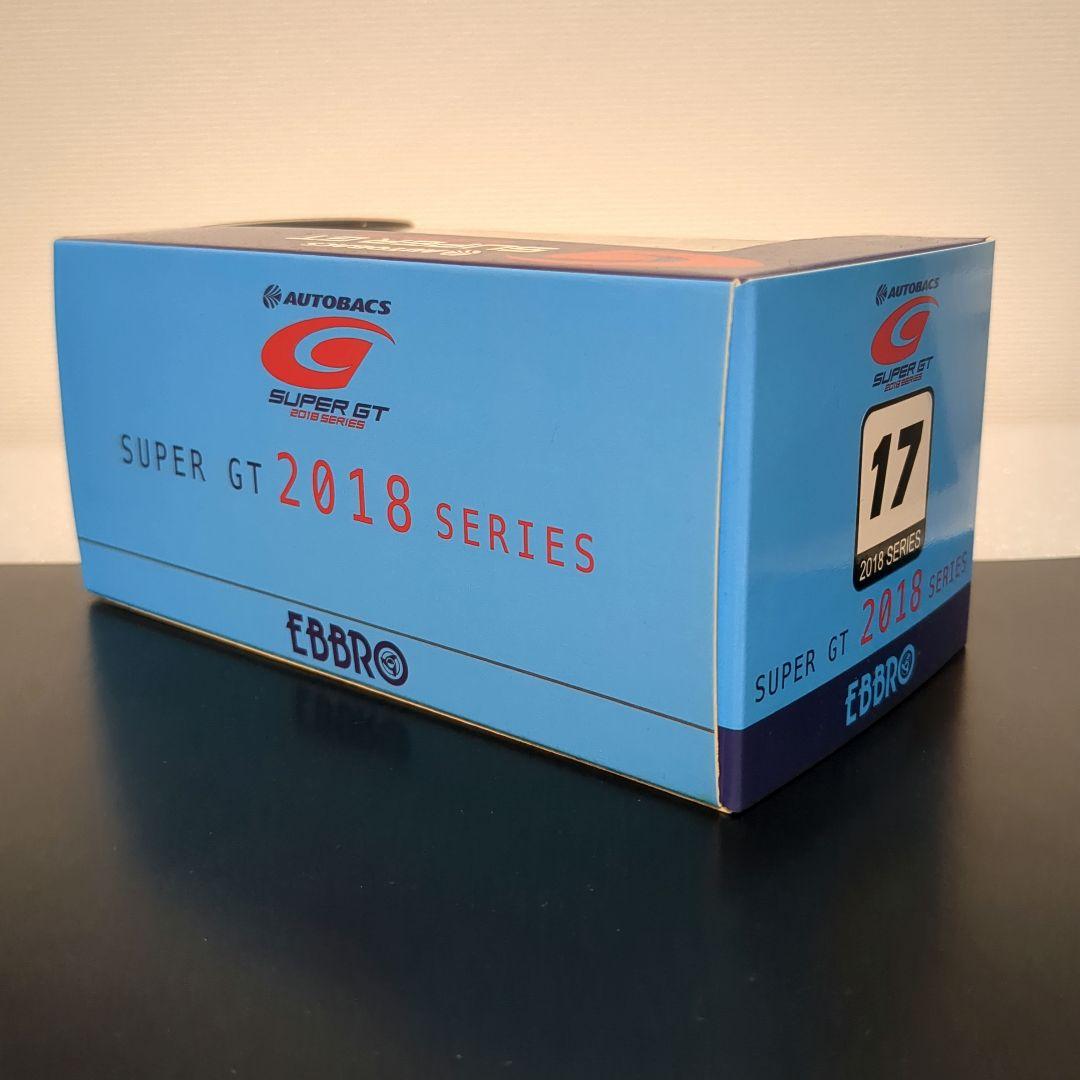 AUTOBACS
SUPER GT
2018 SERIES
SUPER GT 2018 SERIES
EBBRO
AUTOBACS
SUPER GT
2018 SERIES
17
2018 SERIES
SUPER GT 2018 SERIES
EBBRO